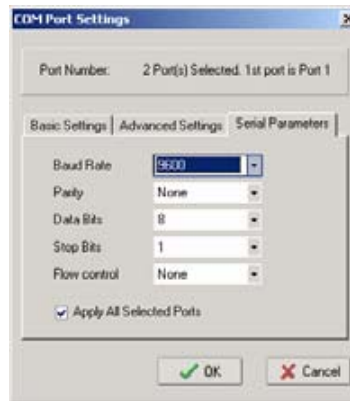 COM Port Settings
Port Number: 2 Port(s) Selected. 1st port is Port 1
Basic Settings Advanced Settings Serial Parameters
Baud Rate 9600
Parity None
Data Bits 8
Stop Bits 1
Flow control None
Apply All Selected Ports
OK Cancel